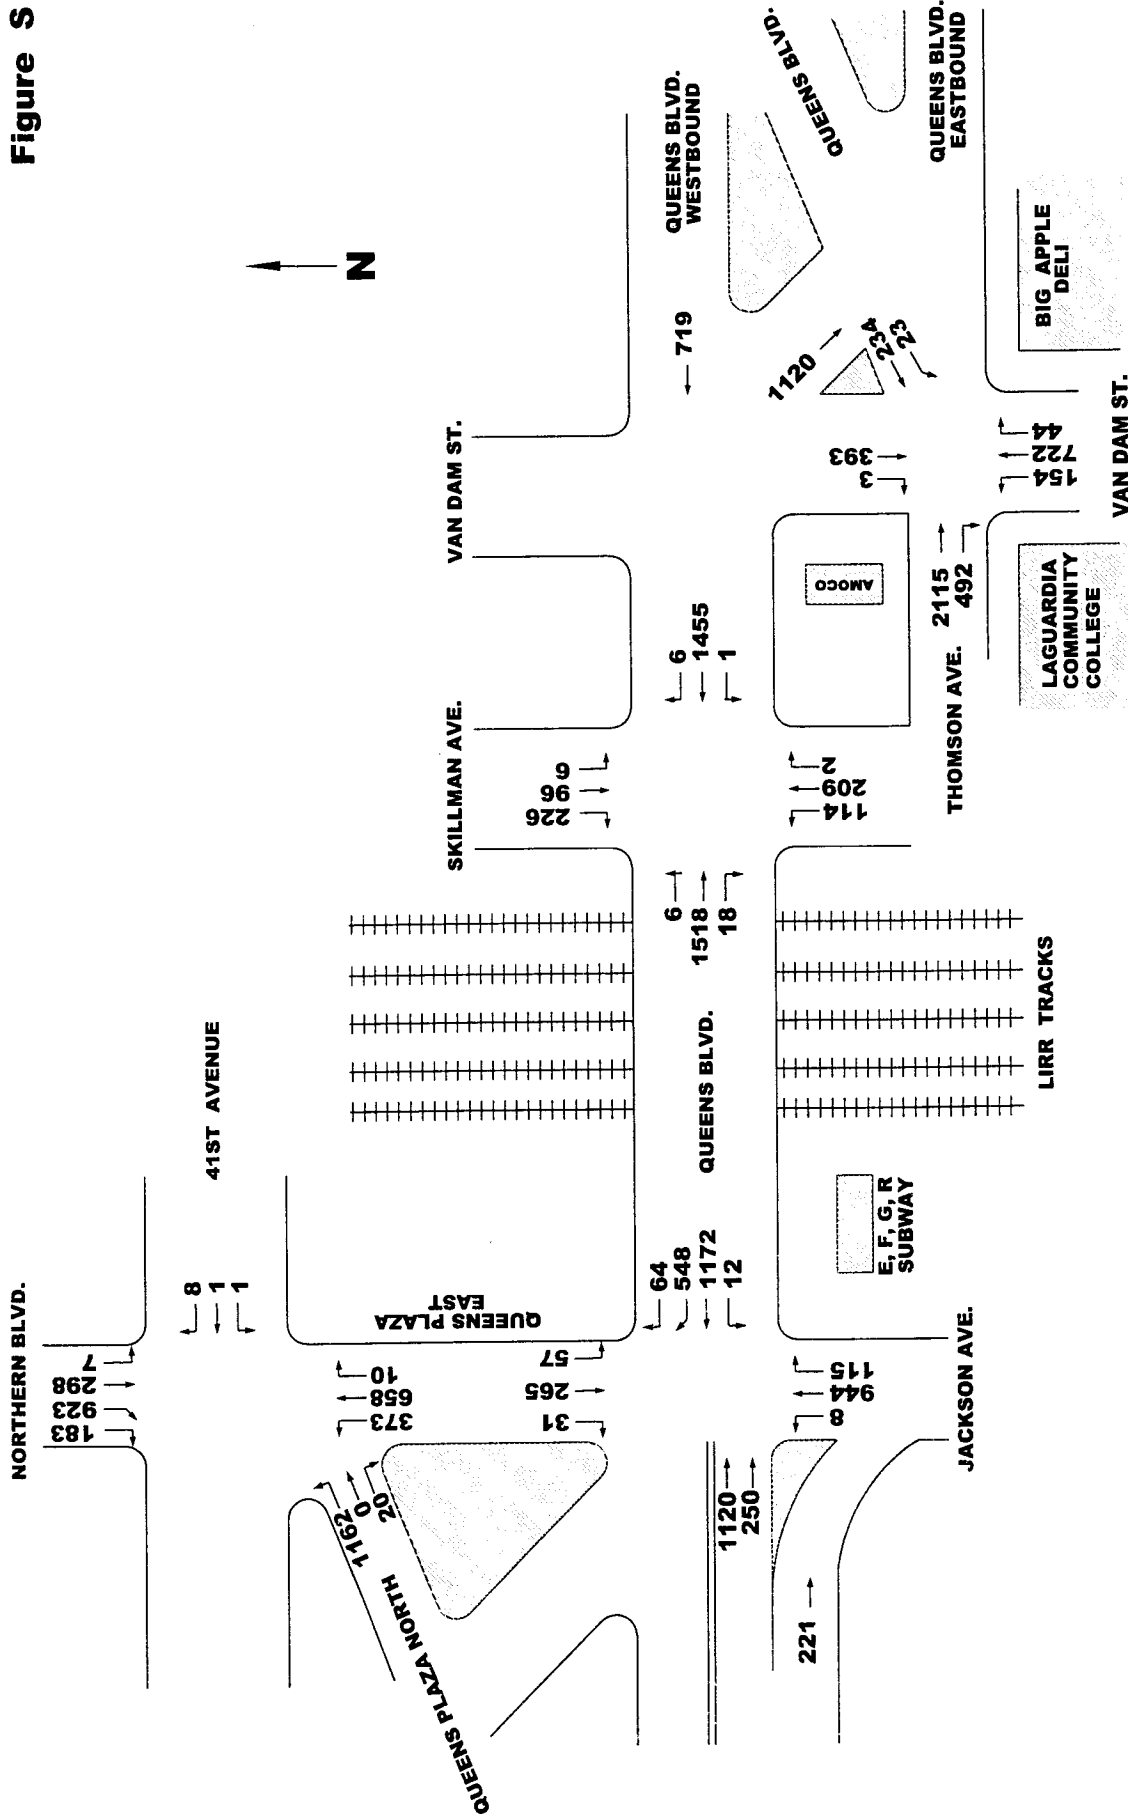 Figure S
NORTHERN BLVD.
183
923
298
7
8
1
1
41ST AVENUE
QUEENS PLAZA NORTH
1162
0
20
373
658
10
QUEENS PLAZA
EAST
31
265
57
64
548
1172
12
1120
250
221
8
944
115
JACKSON AVE.
E, F, G, R
SUBWAY
QUEENS BLVD.
LIRR TRACKS
SKILLMAN AVE.
226
96
6
6
1518
18
6
1455
1
114
209
2
VAN DAM ST.
N
AMOCO
THOMSON AVE.
2115
492
LAGUARDIA
COMMUNITY
COLLEGE
3
393
719
1120
234
23
154
722
44
VAN DAM ST.
BIG APPLE
DELI
QUEENS BLVD.
WESTBOUND
QUEENS BLVD.
QUEENS BLVD.
EASTBOUND